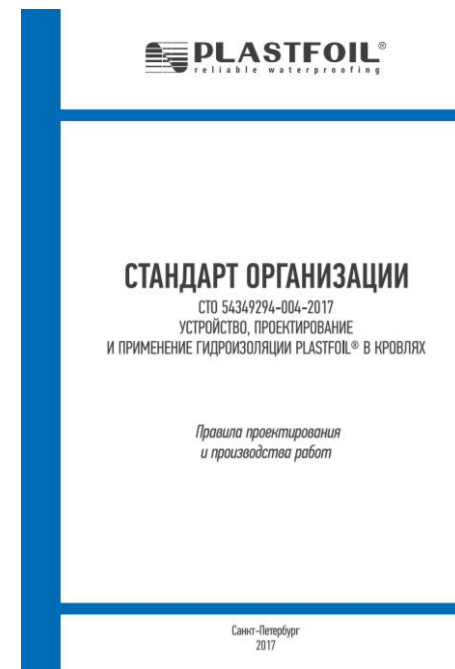 PLASTFOIL®
reliable waterproofing
СТАНДАРТ ОРГАНИЗАЦИИ
СТО 54349294-004-2017
УСТРОЙСТВО, ПРОЕКТИРОВАНИЕ
И ПРИМЕНЕНИЕ ГИДРОИЗОЛЯЦИИ PLASTFOIL® В КРОВЛЯХ
Правила проектирования
и производства работ
Санкт-Петербург
2017